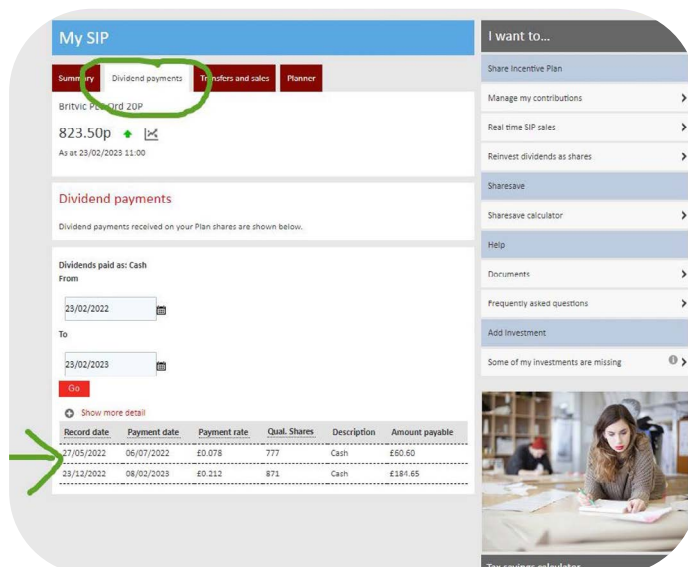 My SIP
Summary Dividend payments Transfers and sales Planner
Britvic PLC Ord 20P
823.50p
As at 23/02/2023 11:00
Dividend payments
Dividend payments received on your Plan shares are shown below.
Dividends paid as: Cash
From
23/02/2022
To
23/02/2023
Go
Show more detail
Record date Payment date Payment rate Qual. Shares Description Amount payable
27/05/2022 06/07/2022 £0.078 777 Cash £60.60
23/12/2022 08/02/2023 £0.212 871 Cash £184.65
I want to...
Share Incentive Plan
Manage my contributions
Real time SIP sales
Reinvest dividends as shares
Sharesave
Sharesave calculator
Help
Documents
Frequently asked questions
Add Investment
Some of my investments are missing
Tax savings calculator